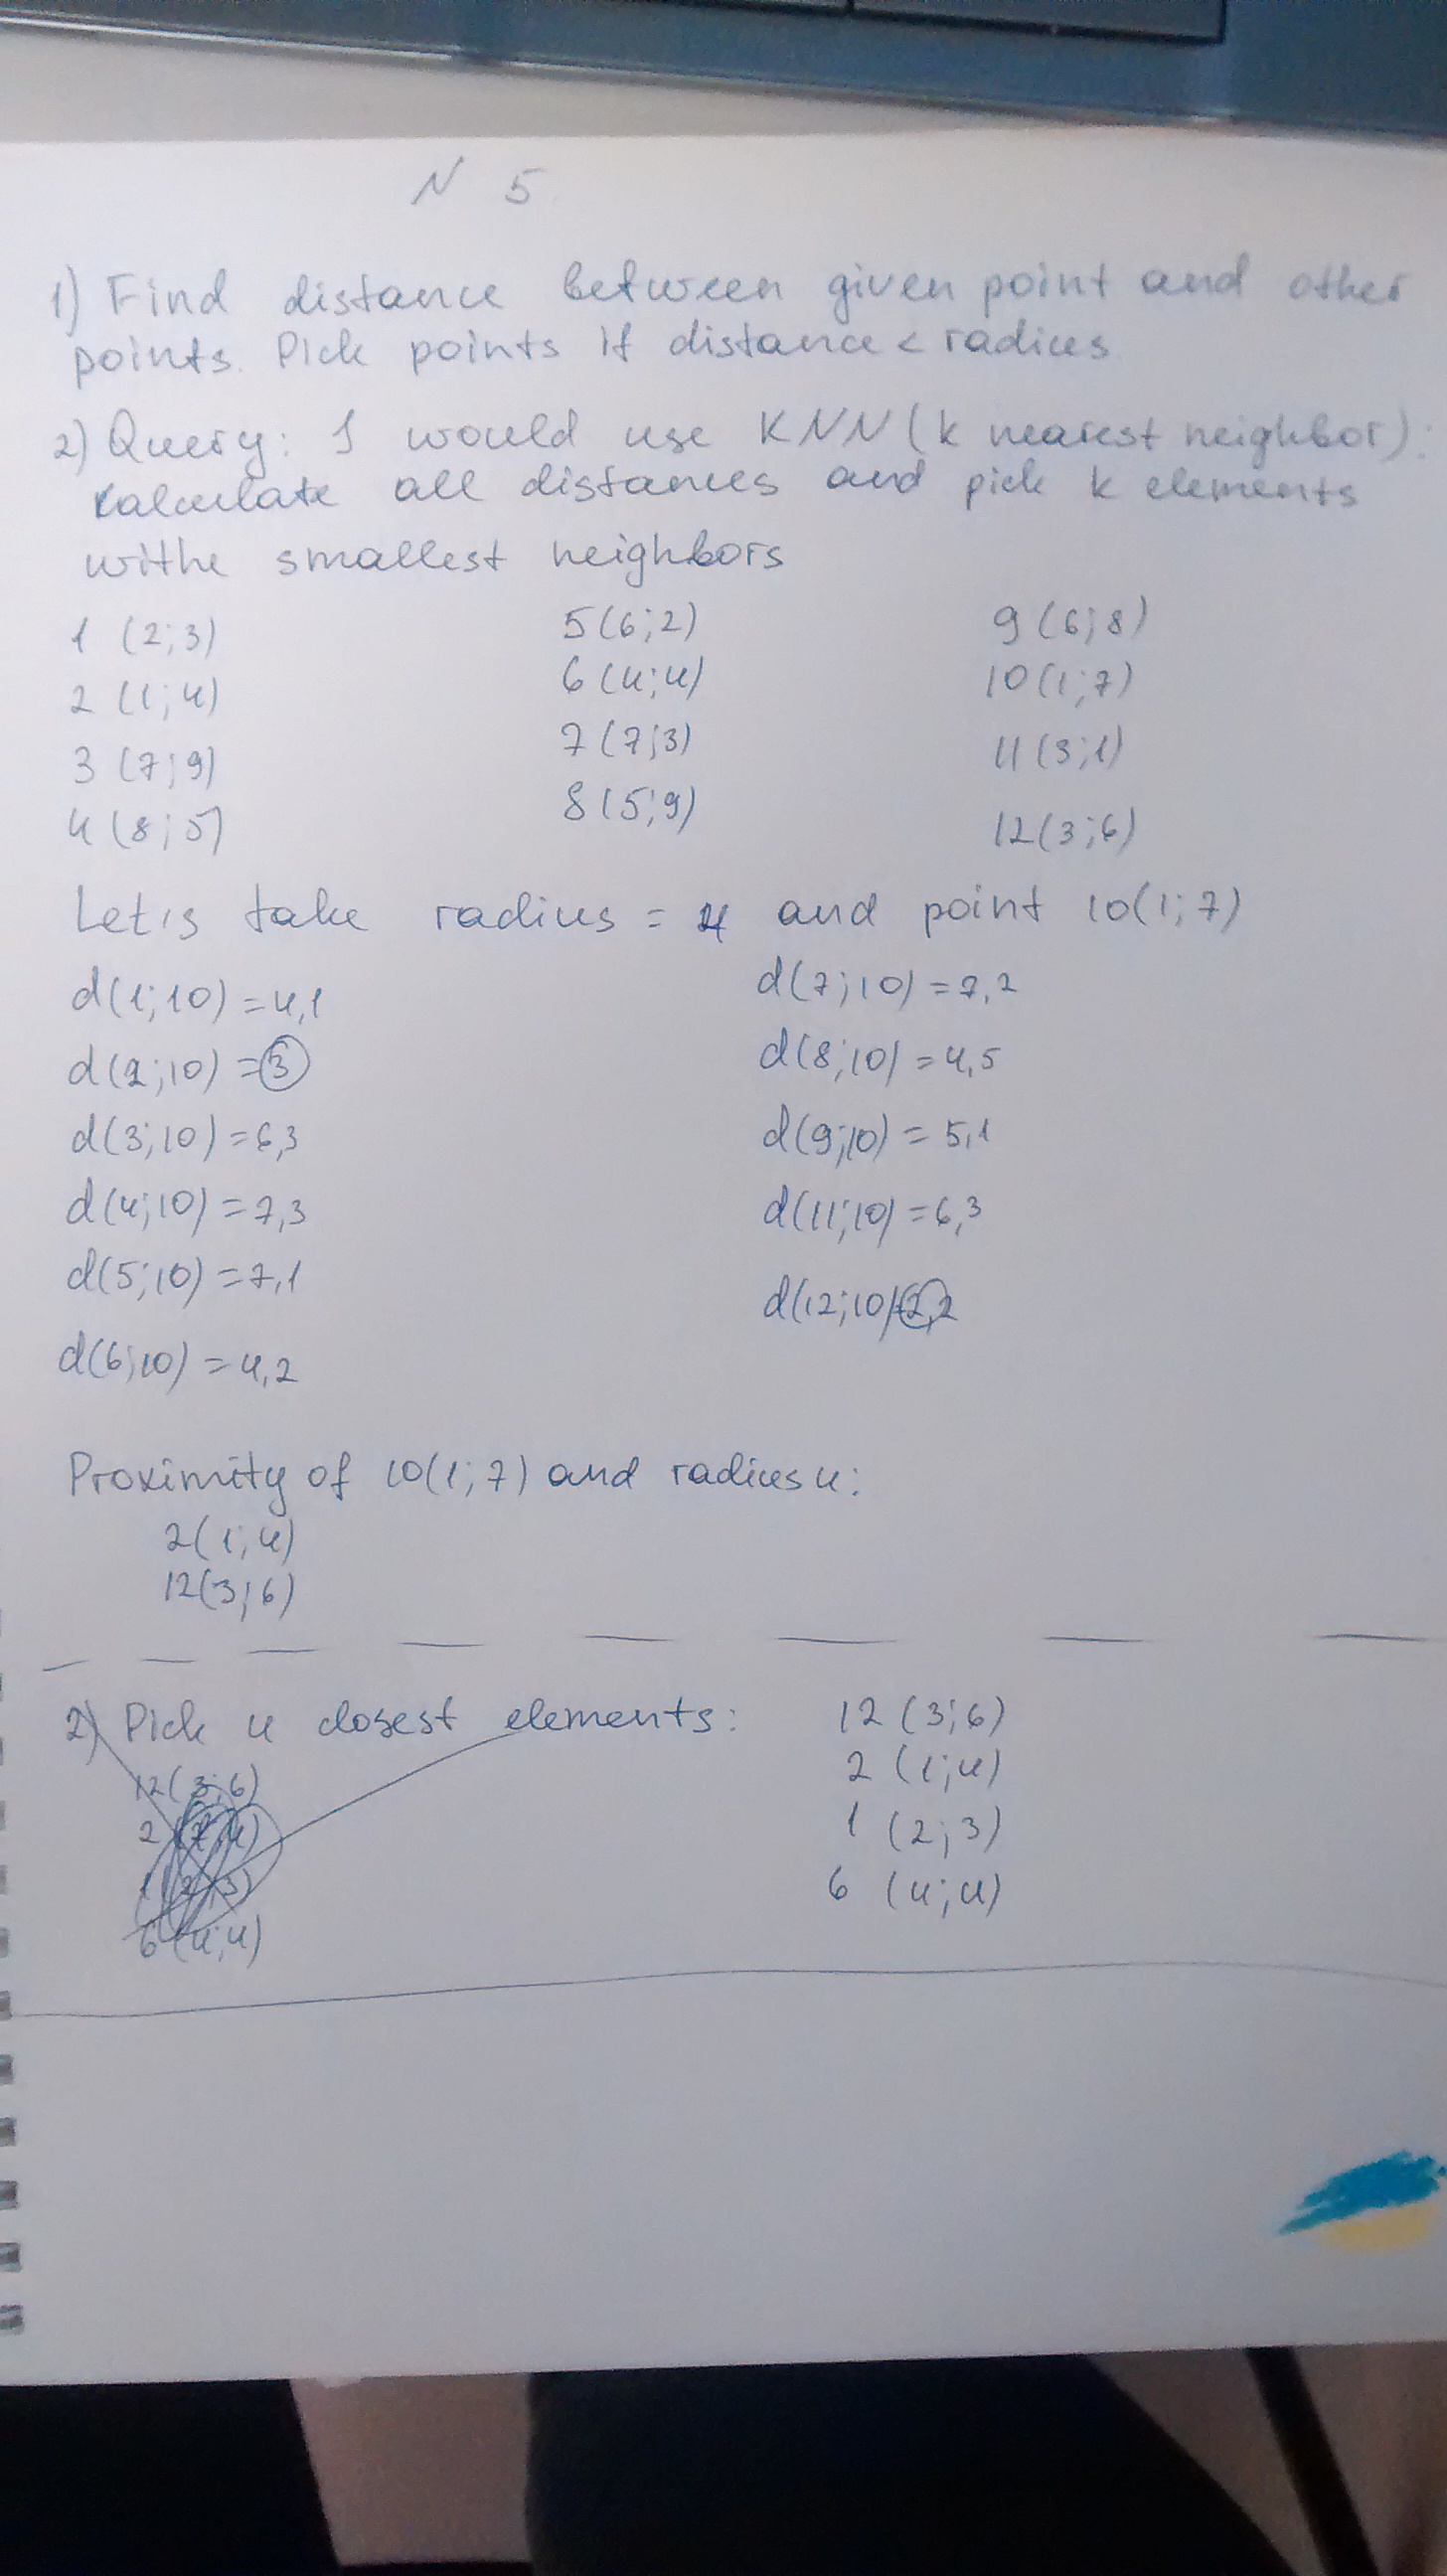 N 5
1) Find distance between given point and other
points. Pick points if distance < radius
2) Query: I would use KNN (k nearest neighbor):
Kalculate all distances and pick k elements
withe smallest neighbors
1 (2;3)
2 (1;4)
3 (7;9)
4 (8;5)
5 (6;2)
6 (4;4)
7 (7;3)
8 (5;9)
9 (6;8)
10 (1;7)
11 (3;1)
12 (3;6)
Let's take radius = 4 and point 10(1;7)
d(1;10) = 4,1
d(2;10) = 3
d(3;10) = 6,3
d(4;10) = 7,3
d(5;10) = 7,1
d(6;10) = 4,2
d(7;10) = 7,2
d(8;10) = 4,5
d(9;10) = 5,1
d(11;10) = 6,3
d(12;10) = 2,2
Proximity of 10(1;7) and radius 4:
2(1;4)
12(3;6)
2) Pick 4 closest elements:
12(3;6)
6 (4;4)
12 (3;6)
2 (1;4)
1 (2;3)
6 (4;4)